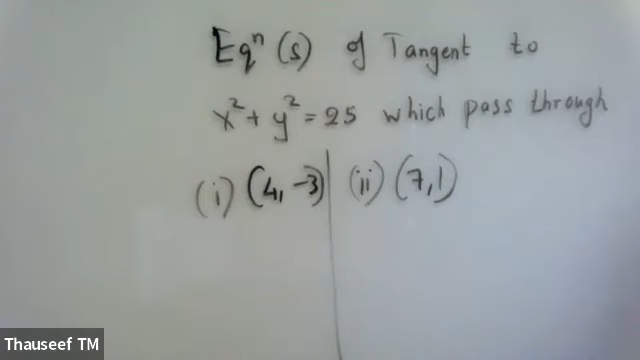 Eqⁿ(s) of Tangent to
x² + y² = 25 which pass through
(i) (4, -3) | (ii) (7, 1)
Thauseef TM